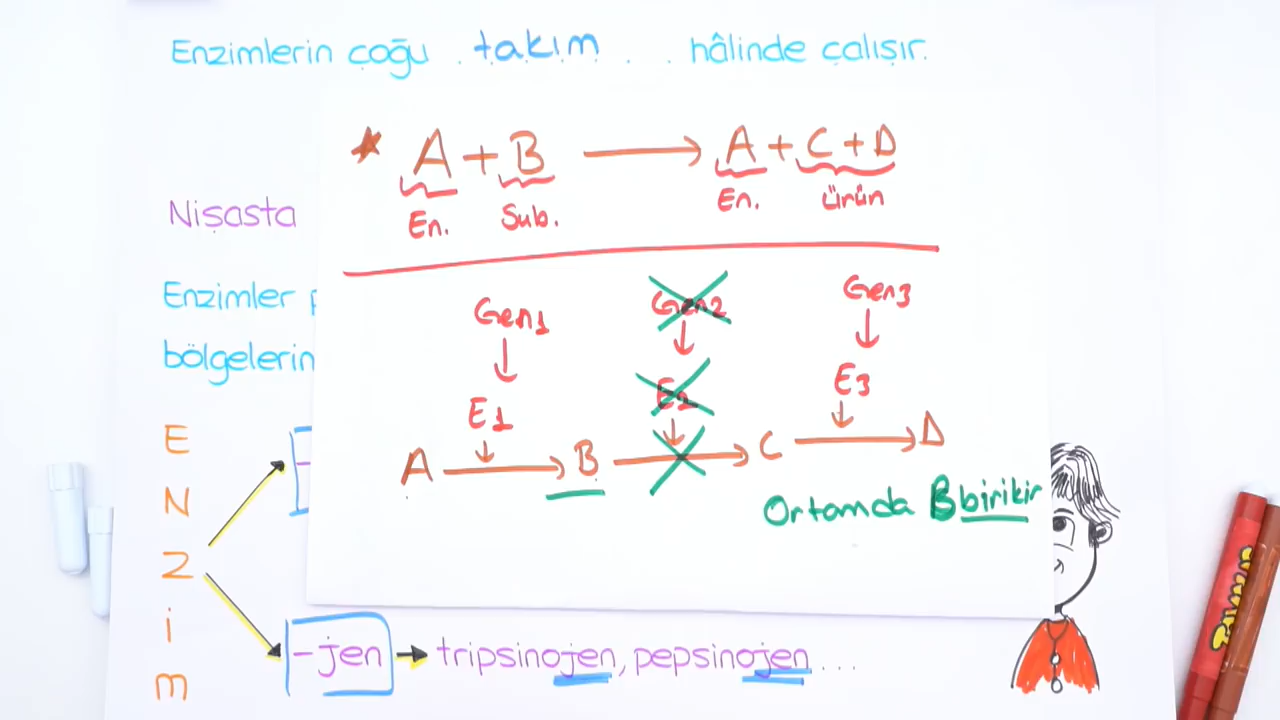 Enzimlerin çoğu . takım . . hâlinde çalışır.
A + B → A + C + D
En. Sub. En. Ürün
Nişasta
Enzimler
bölgelerin
Gen1 Gen2 Gen3
E1 E2 E3
A → B → C → D
Ortamda B birikir
E
N
Z
i
m
-jen → tripsinojen, pepsinojen ...